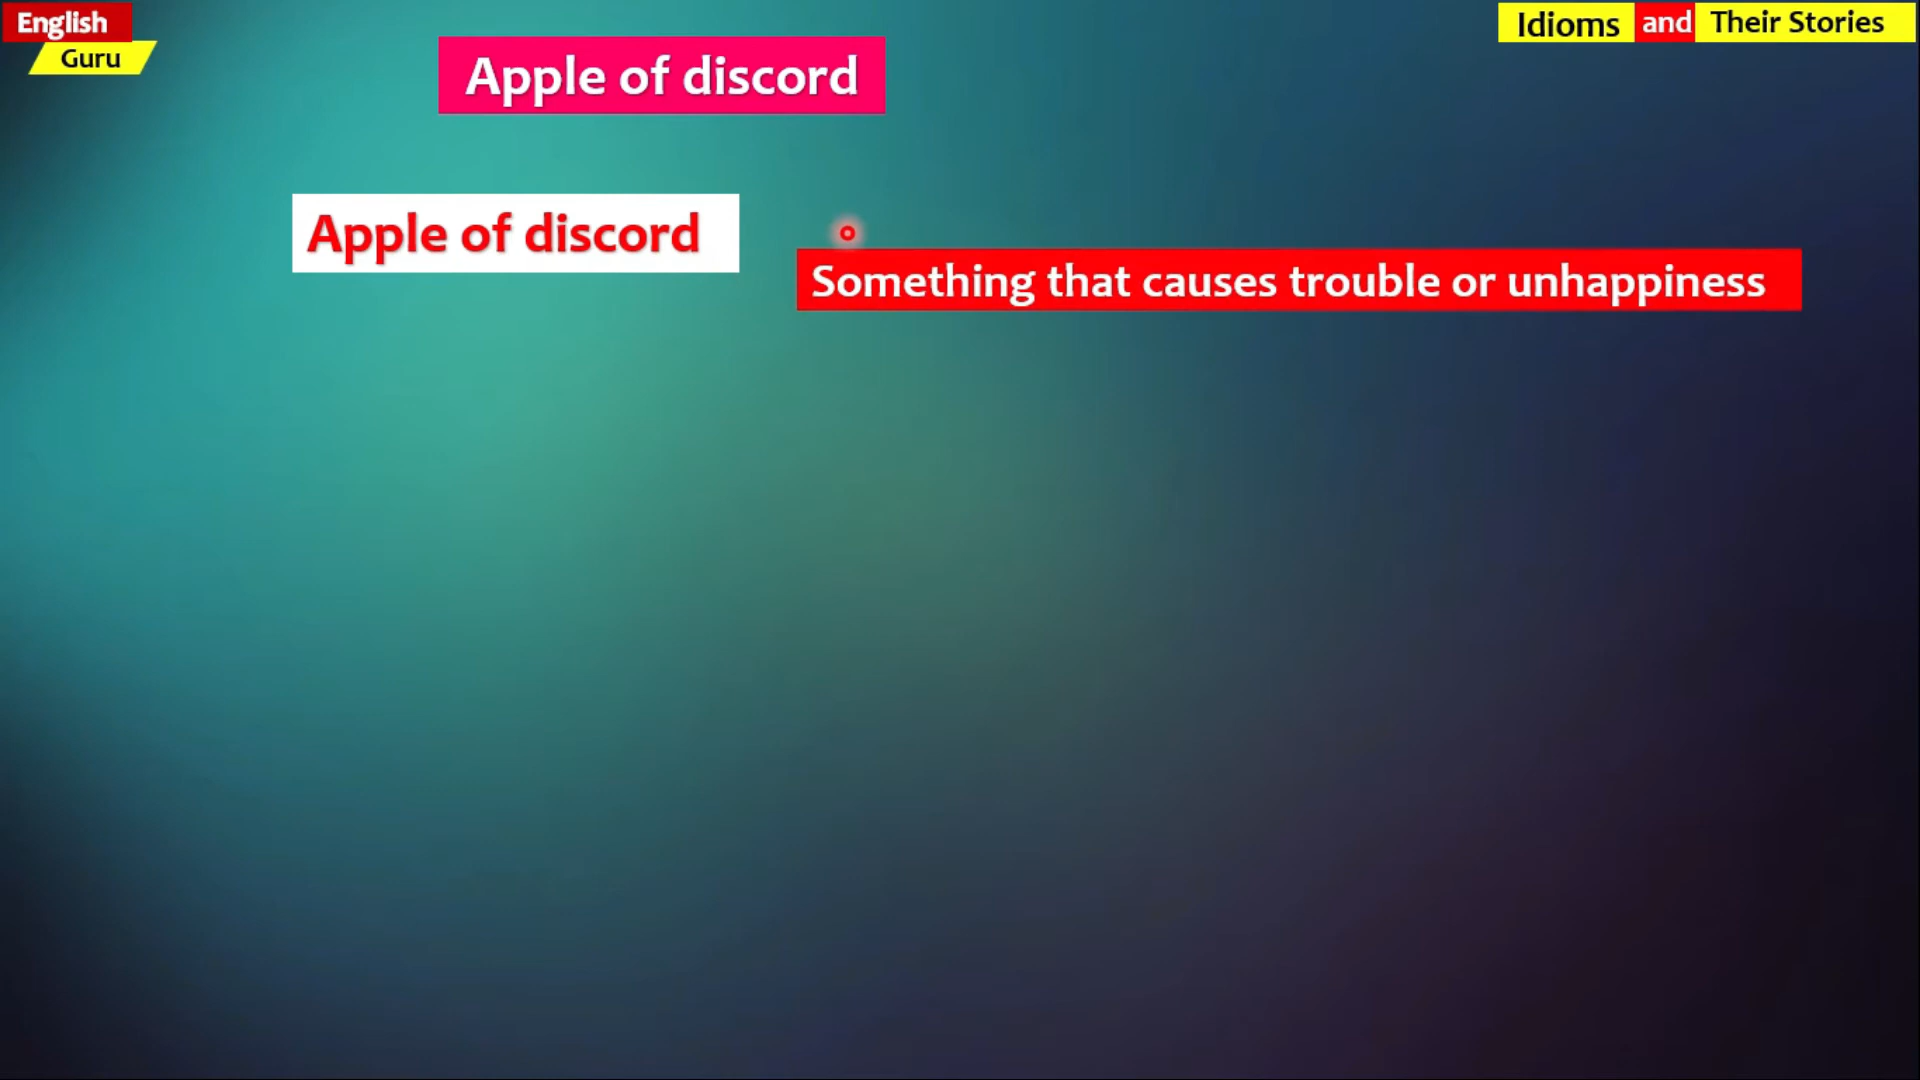 English
Guru
Idioms and Their Stories
Apple of discord
Apple of discord
Something that causes trouble or unhappiness